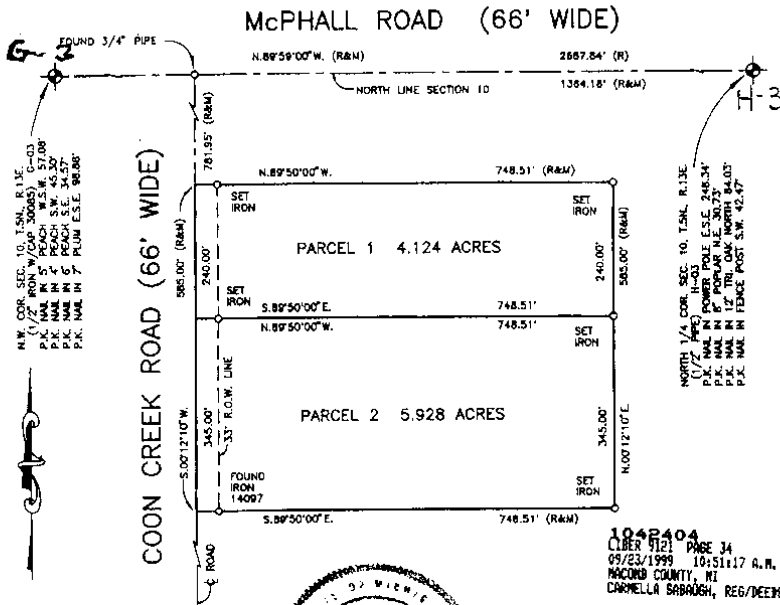 McPHALL ROAD (66' WIDE)
G-3
FOUND 3/4" PIPE
N.89°59'00"W. (R&M)
2667.84' (R)
1364.18' (R&M)
NORTH LINE SECTION 10
H-3
N.W. COR. SEC. 10, T.5N., R.13E.
(1/2" IRON W/CAP 30085) G-03
P.K. NAIL IN 5" PEACH W.S.W. 57.08'
P.K. NAIL IN 4" PEACH S.W. 45.30'
P.K. NAIL IN 6" PEACH S.E. 34.57'
P.K. NAIL IN 7" PLUM E.S.E. 98.88'
781.95' (R&M)
COON CREEK ROAD (66' WIDE)
N.89°50'00"W.
748.51' (R&M)
SET
IRON
SET
IRON
585.00' (R&M)
240.00'
PARCEL 1 4.124 ACRES
240.00'
585.00' (R&M)
SET
IRON
S.89°50'00"E.
748.51'
N.89°50'00"W.
748.51'
SET
IRON
NORTH 1/4 COR. SEC. 10, T.5N., R.13E.
(1/2" PIPE) H-03
P.K. NAIL IN POWER POLE E.S.E. 248.34'
P.K. NAIL IN 8" POPLAR N.E. 30.73'
P.K. NAIL IN 12" TRI. OAK NORTH 84.03'
P.K. NAIL IN FENCE POST S.W. 42.47'
S.00°12'10"W.
345.00'
33' R.O.W. LINE
PARCEL 2 5.928 ACRES
345.00'
N.00°12'10"E.
FOUND
IRON
14097
SET
IRON
S.89°50'00"E.
748.51' (R&M)
℄ ROAD
1042404
LIBER 9121 PAGE 34
09/23/1999 10:51:17 A.M.
MACOMB COUNTY, MI
CARMELLA SABAUGH, REG/DEEDS